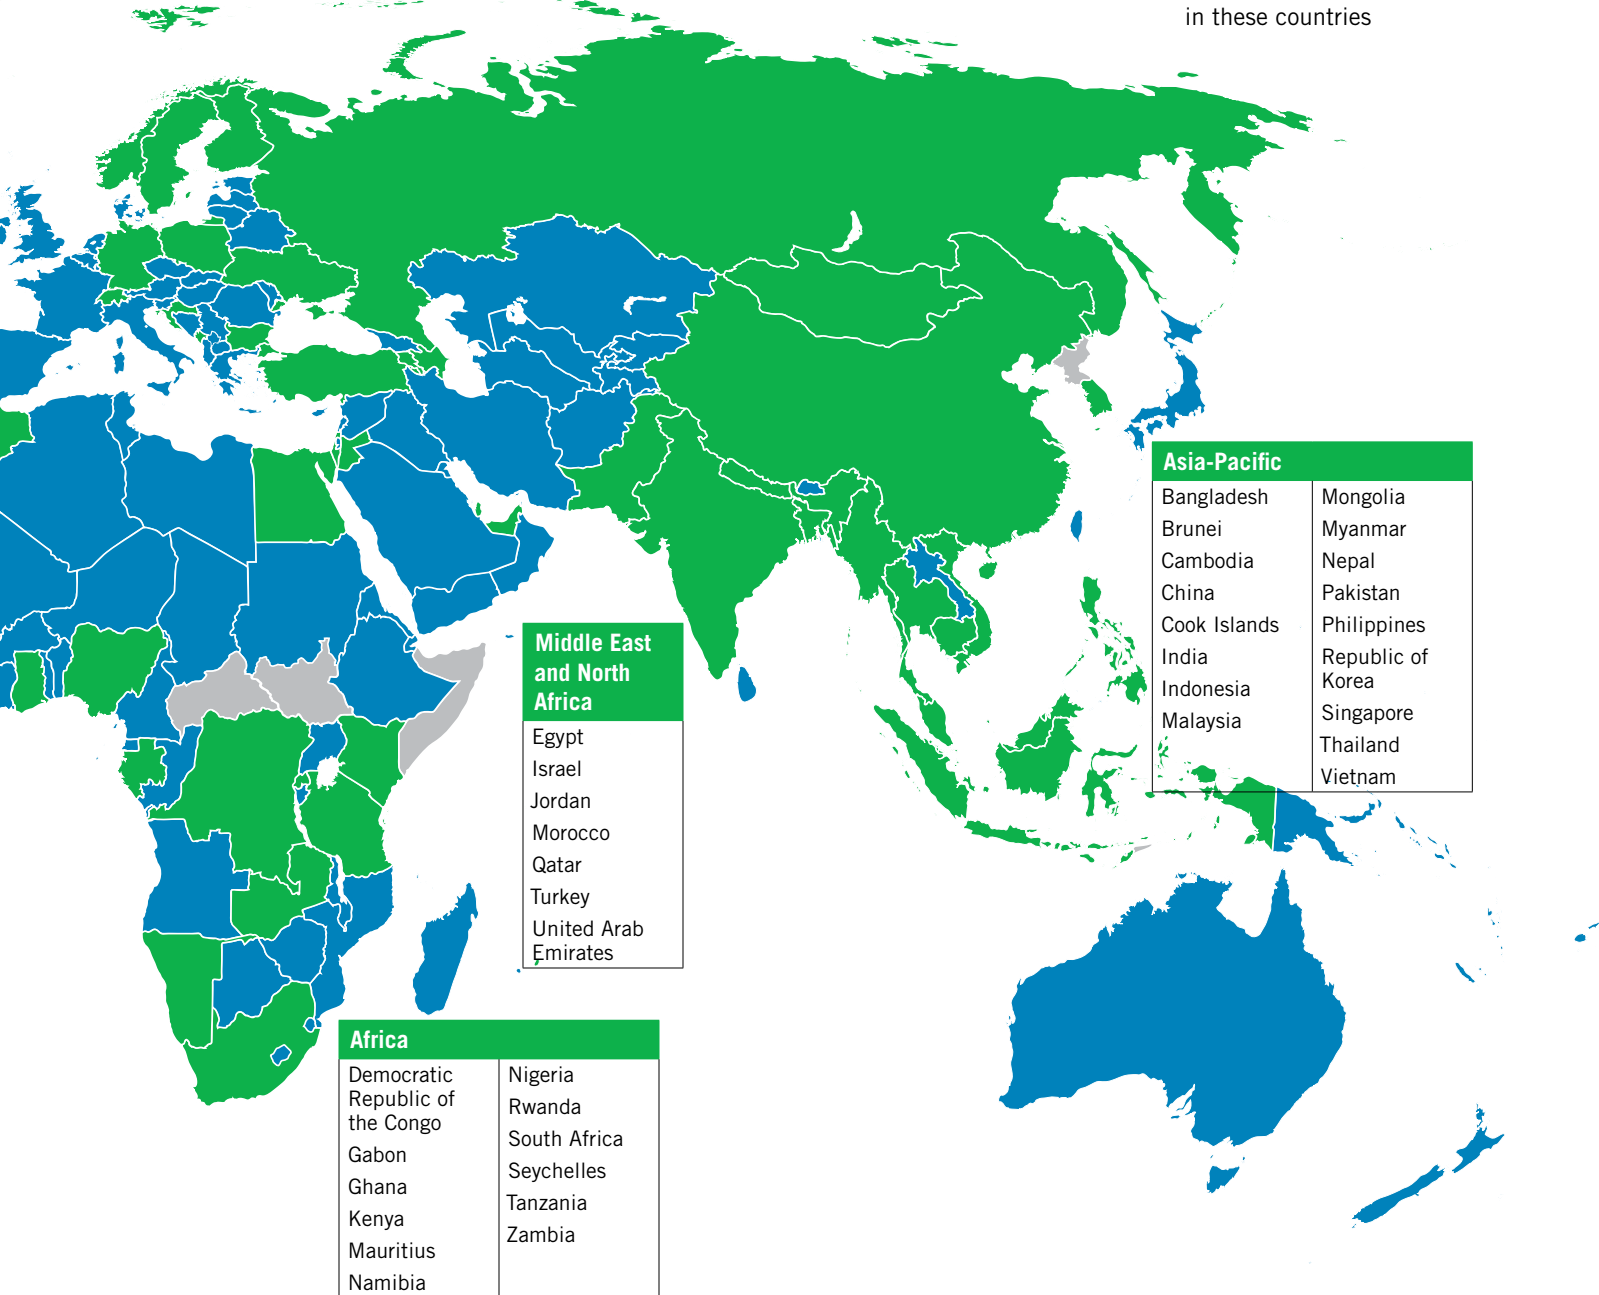 in these countries
Asia-Pacific
Bangladesh
Brunei
Cambodia
China
Cook Islands
India
Indonesia
Malaysia
Mongolia
Myanmar
Nepal
Pakistan
Philippines
Republic of
Korea
Singapore
Thailand
Vietnam
Middle East
and North
Africa
Egypt
Israel
Jordan
Morocco
Qatar
Turkey
United Arab
Emirates
Africa
Democratic
Republic of
the Congo
Gabon
Ghana
Kenya
Mauritius
Namibia
Nigeria
Rwanda
South Africa
Seychelles
Tanzania
Zambia